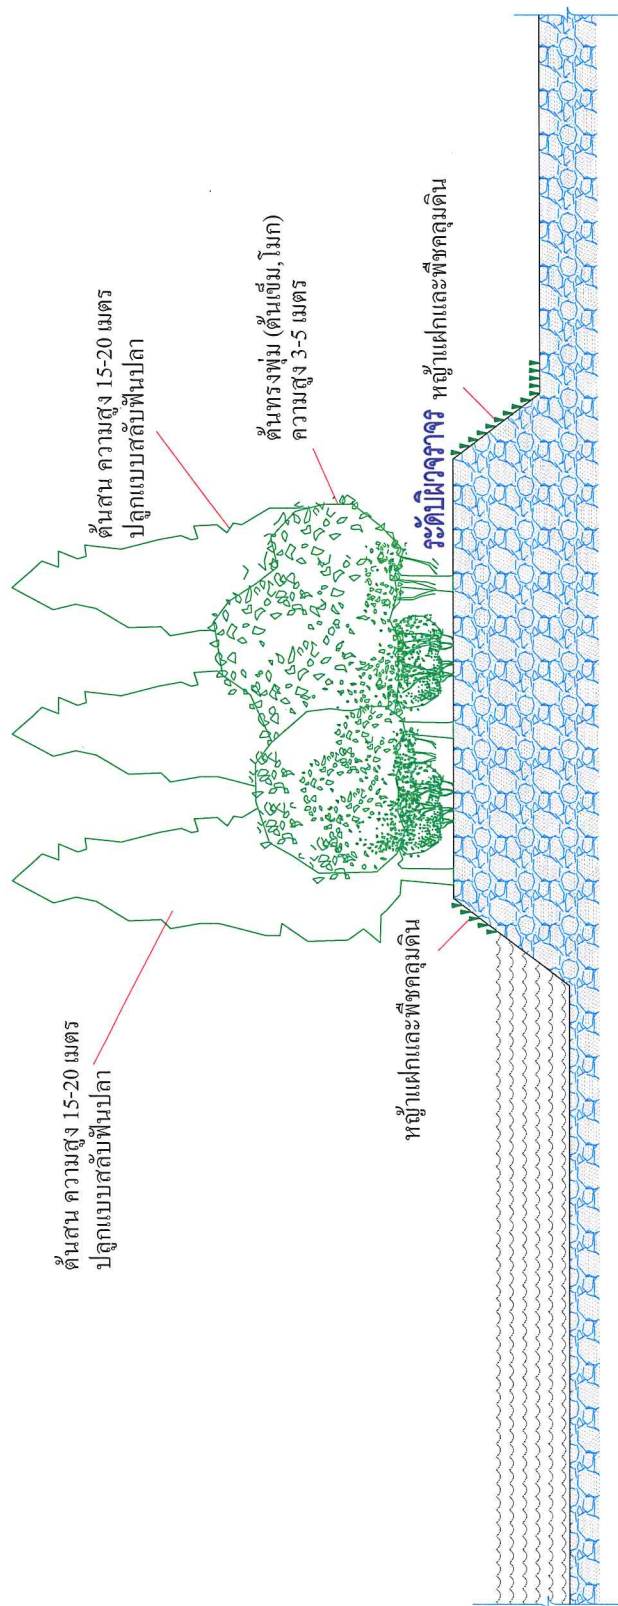 ต้นสน ความสูง 15-20 เมตร
ปลูกแบบสลับฟันปลา
ต้นสน ความสูง 15-20 เมตร
ปลูกแบบสลับฟันปลา
ต้นทรงพุ่ม (ต้นเข็ม,โมก)
ความสูง 3-5 เมตร
หญ้าแฝกและพืชคลุมดิน
ระดับผิวจราจร
หญ้าแฝกและพืชคลุมดิน